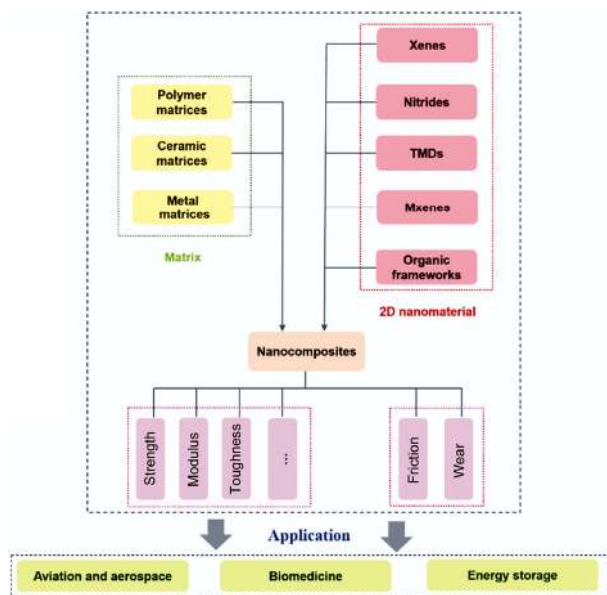 Xenes
Polymer
matrices
Nitrides
Ceramic
matrices
TMDs
Metal
matrices
Mxenes
Matrix
Organic
frameworks
2D nanomaterial
Nanocomposites
Strength
Modulus
Toughness
...
Friction
Wear
Application
Aviation and aerospace
Biomedicine
Energy storage